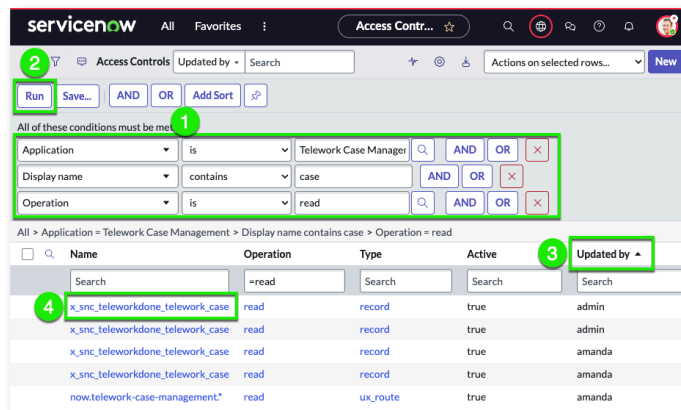 servicenow All Favorites Access Contr...
2 Access Controls Updated by Search Actions on selected rows... New
Run Save... AND OR Add Sort
All of these conditions must be met 1
Application is Telework Case Manager AND OR
Display name contains case AND OR
Operation is read AND OR
All > Application = Telework Case Management > Display name contains case > Operation = read
Name Operation Type Active 3 Updated by
Search =read Search Search Search
4 x_snc_teleworkdone_telework_case read record true admin
x_snc_teleworkdone_telework_case read record true admin
x_snc_teleworkdone_telework_case read record true amanda
x_snc_teleworkdone_telework_case read record true amanda
now.telework-case-management.* read ux_route true amanda